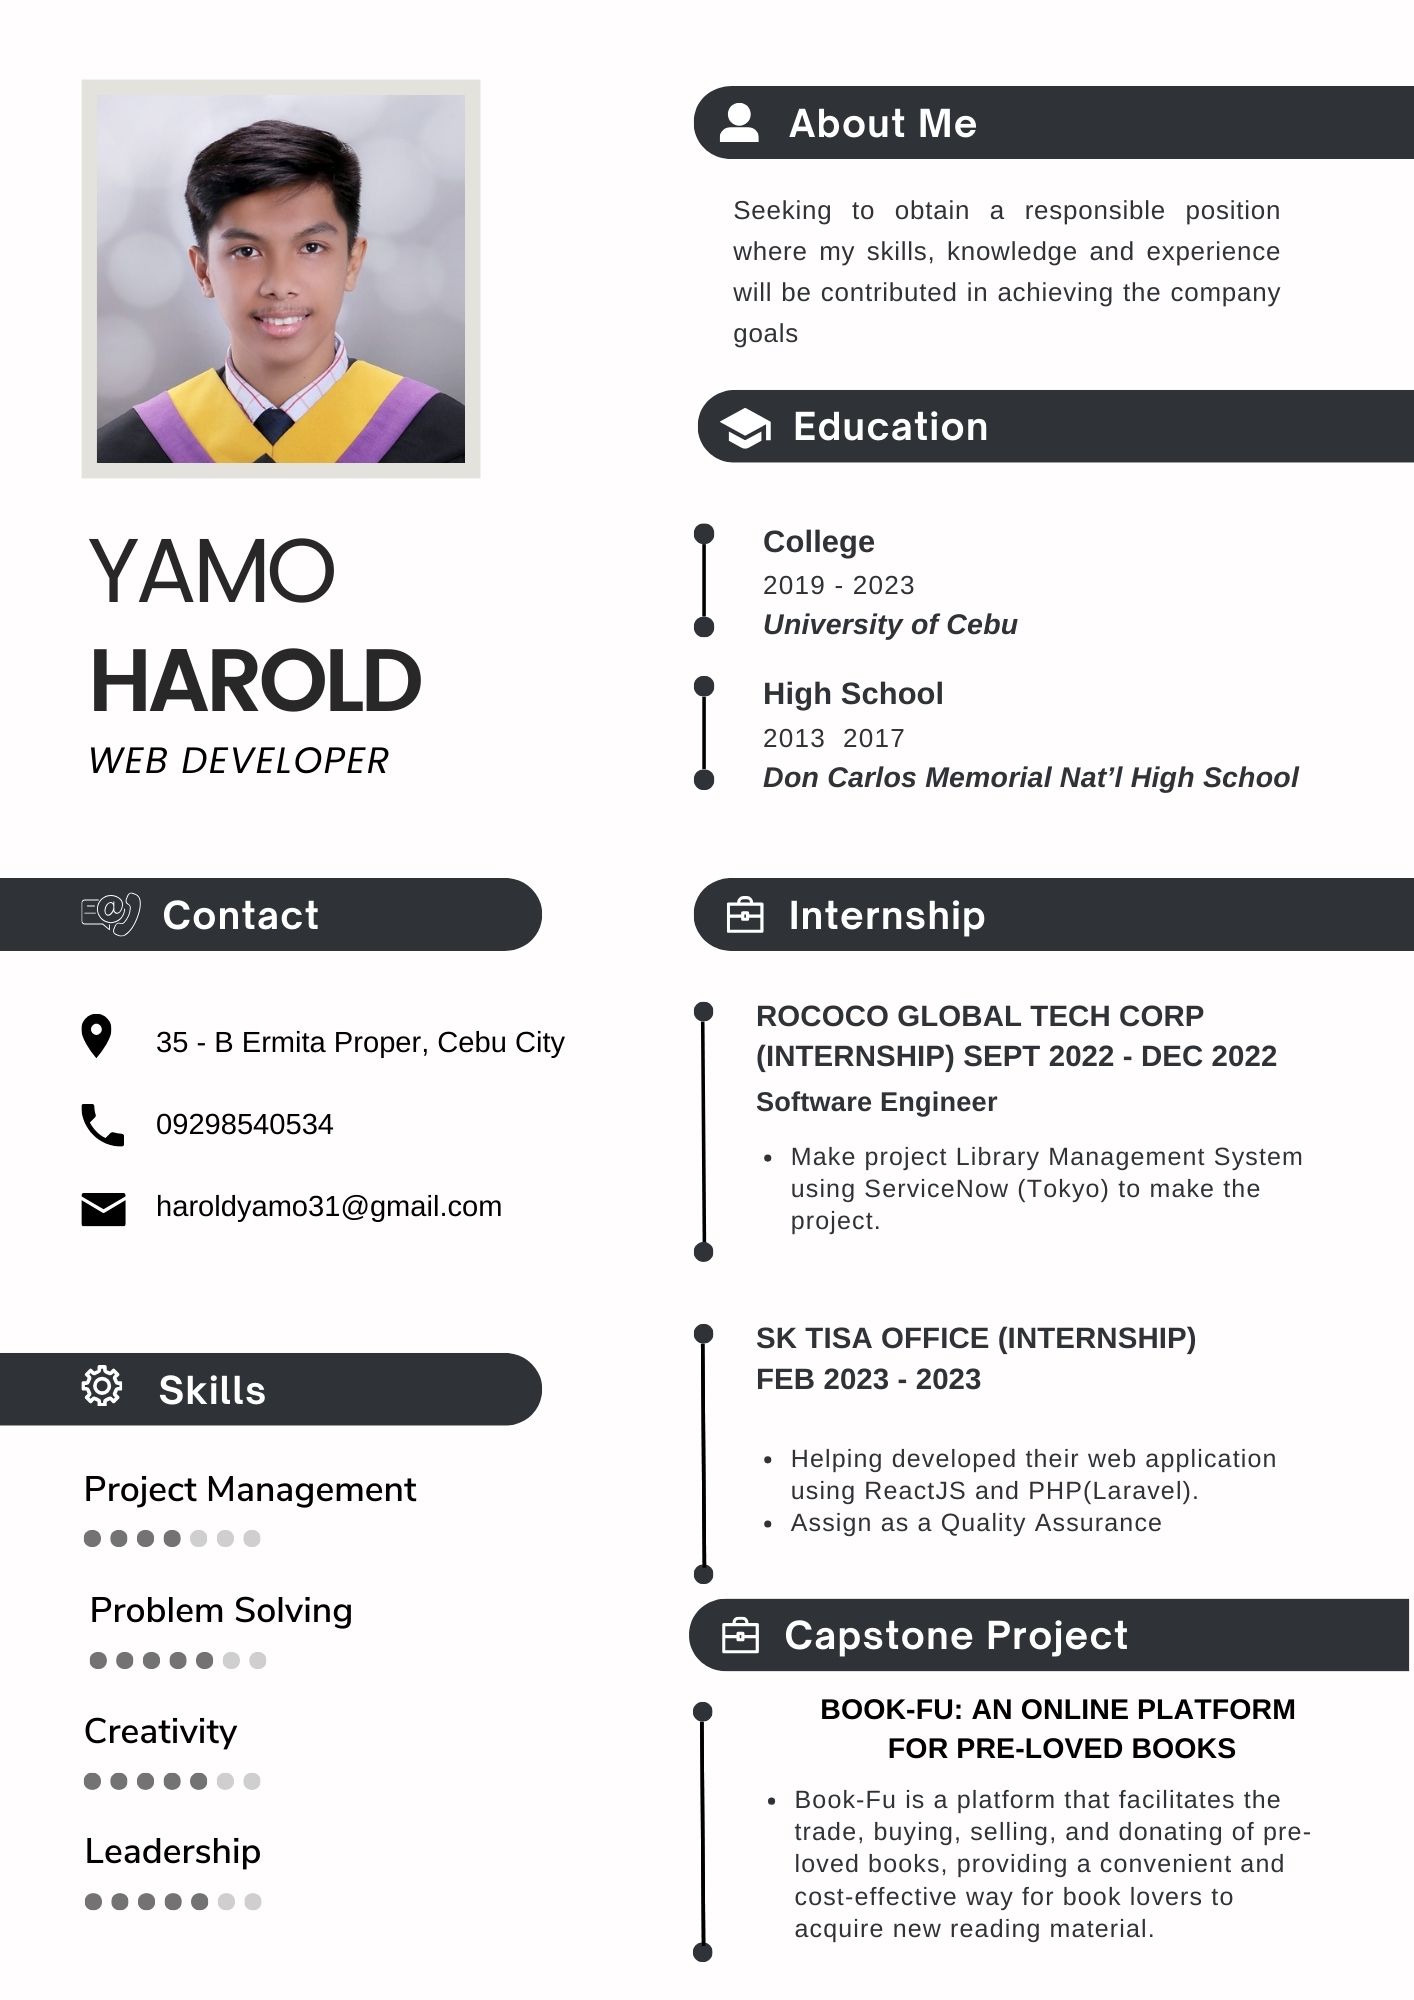 YAMO
HAROLD
WEB DEVELOPER
Contact
35 - B Ermita Proper, Cebu City
09298540534
haroldyamo31@gmail.com
Skills
Project Management
Problem Solving
Creativity
Leadership
About Me
Seeking to obtain a responsible position
where my skills, knowledge and experience
will be contributed in achieving the company
goals
Education
College
2019 - 2023
University of Cebu
High School
2013 2017
Don Carlos Memorial Nat’l High School
Internship
ROCOCO GLOBAL TECH CORP
(INTERNSHIP) SEPT 2022 - DEC 2022
Software Engineer
• Make project Library Management System
using ServiceNow (Tokyo) to make the
project.
SK TISA OFFICE (INTERNSHIP)
FEB 2023 - 2023
• Helping developed their web application
using ReactJS and PHP(Laravel).
• Assign as a Quality Assurance
Capstone Project
BOOK-FU: AN ONLINE PLATFORM
FOR PRE-LOVED BOOKS
• Book-Fu is a platform that facilitates the
trade, buying, selling, and donating of pre-
loved books, providing a convenient and
cost-effective way for book lovers to
acquire new reading material.